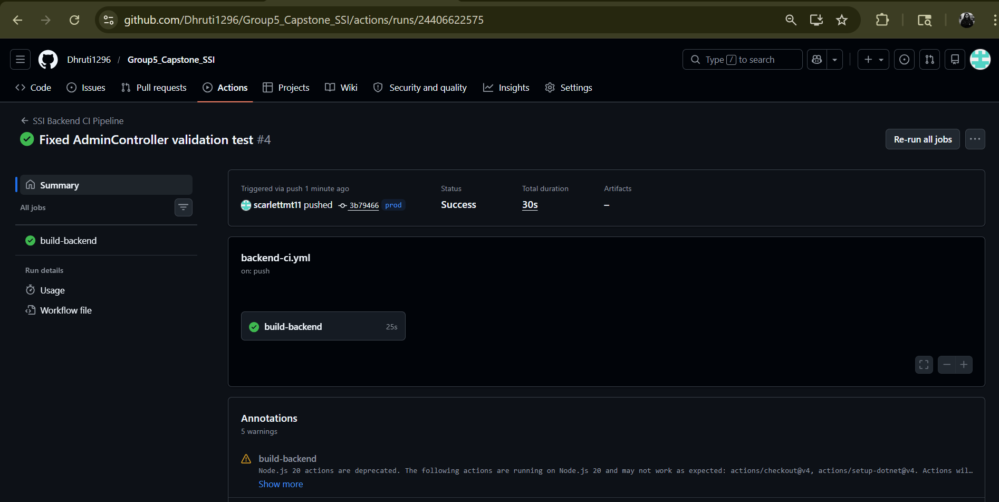 github.com/Dhruti1296/Group5_Capstone_SSI/actions/runs/24406622575
Dhruti1296 / Group5_Capstone_SSI
Type / to search
Code Issues Pull requests Actions Projects Wiki Security and quality Insights Settings
← SSI Backend CI Pipeline
Fixed AdminController validation test #4
Re-run all jobs
Summary
All jobs
build-backend
Run details
Usage
Workflow file
Triggered via push 1 minute ago
scarlettmt11 pushed 3b79466 prod
Status
Success
Total duration
30s
Artifacts
–
backend-ci.yml
on: push
build-backend 25s
Annotations
5 warnings
build-backend
Node.js 20 actions are deprecated. The following actions are running on Node.js 20 and may not work as expected: actions/checkout@v4, actions/setup-dotnet@v4. Actions wil…
Show more